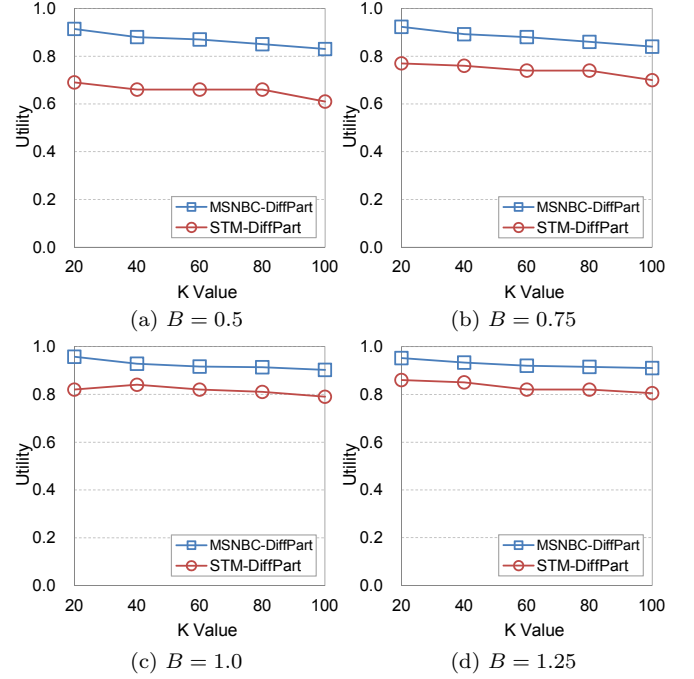 1.0
0.8
0.6
0.4
0.2
0.0
Utility
MSNBC-DiffPart
STM-DiffPart
20 40 60 80 100
K Value
(a) B = 0.5
1.0
0.8
0.6
0.4
0.2
0.0
Utility
MSNBC-DiffPart
STM-DiffPart
20 40 60 80 100
K Value
(b) B = 0.75
1.0
0.8
0.6
0.4
0.2
0.0
Utility
MSNBC-DiffPart
STM-DiffPart
20 40 60 80 100
K Value
(c) B = 1.0
1.0
0.8
0.6
0.4
0.2
0.0
Utility
MSNBC-DiffPart
STM-DiffPart
20 40 60 80 100
K Value
(d) B = 1.25